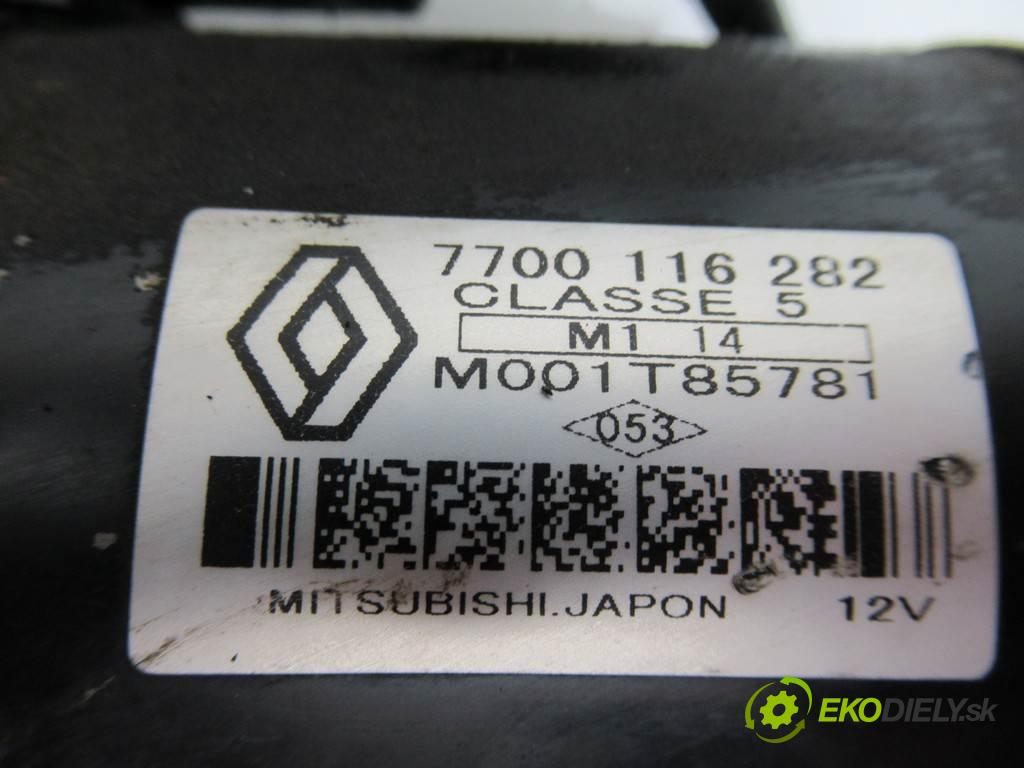 7700 116 282
CLASSE 5
M1 14
M001T85781
053
MITSUBISHI.JAPON 12V
EKODIELY.sk